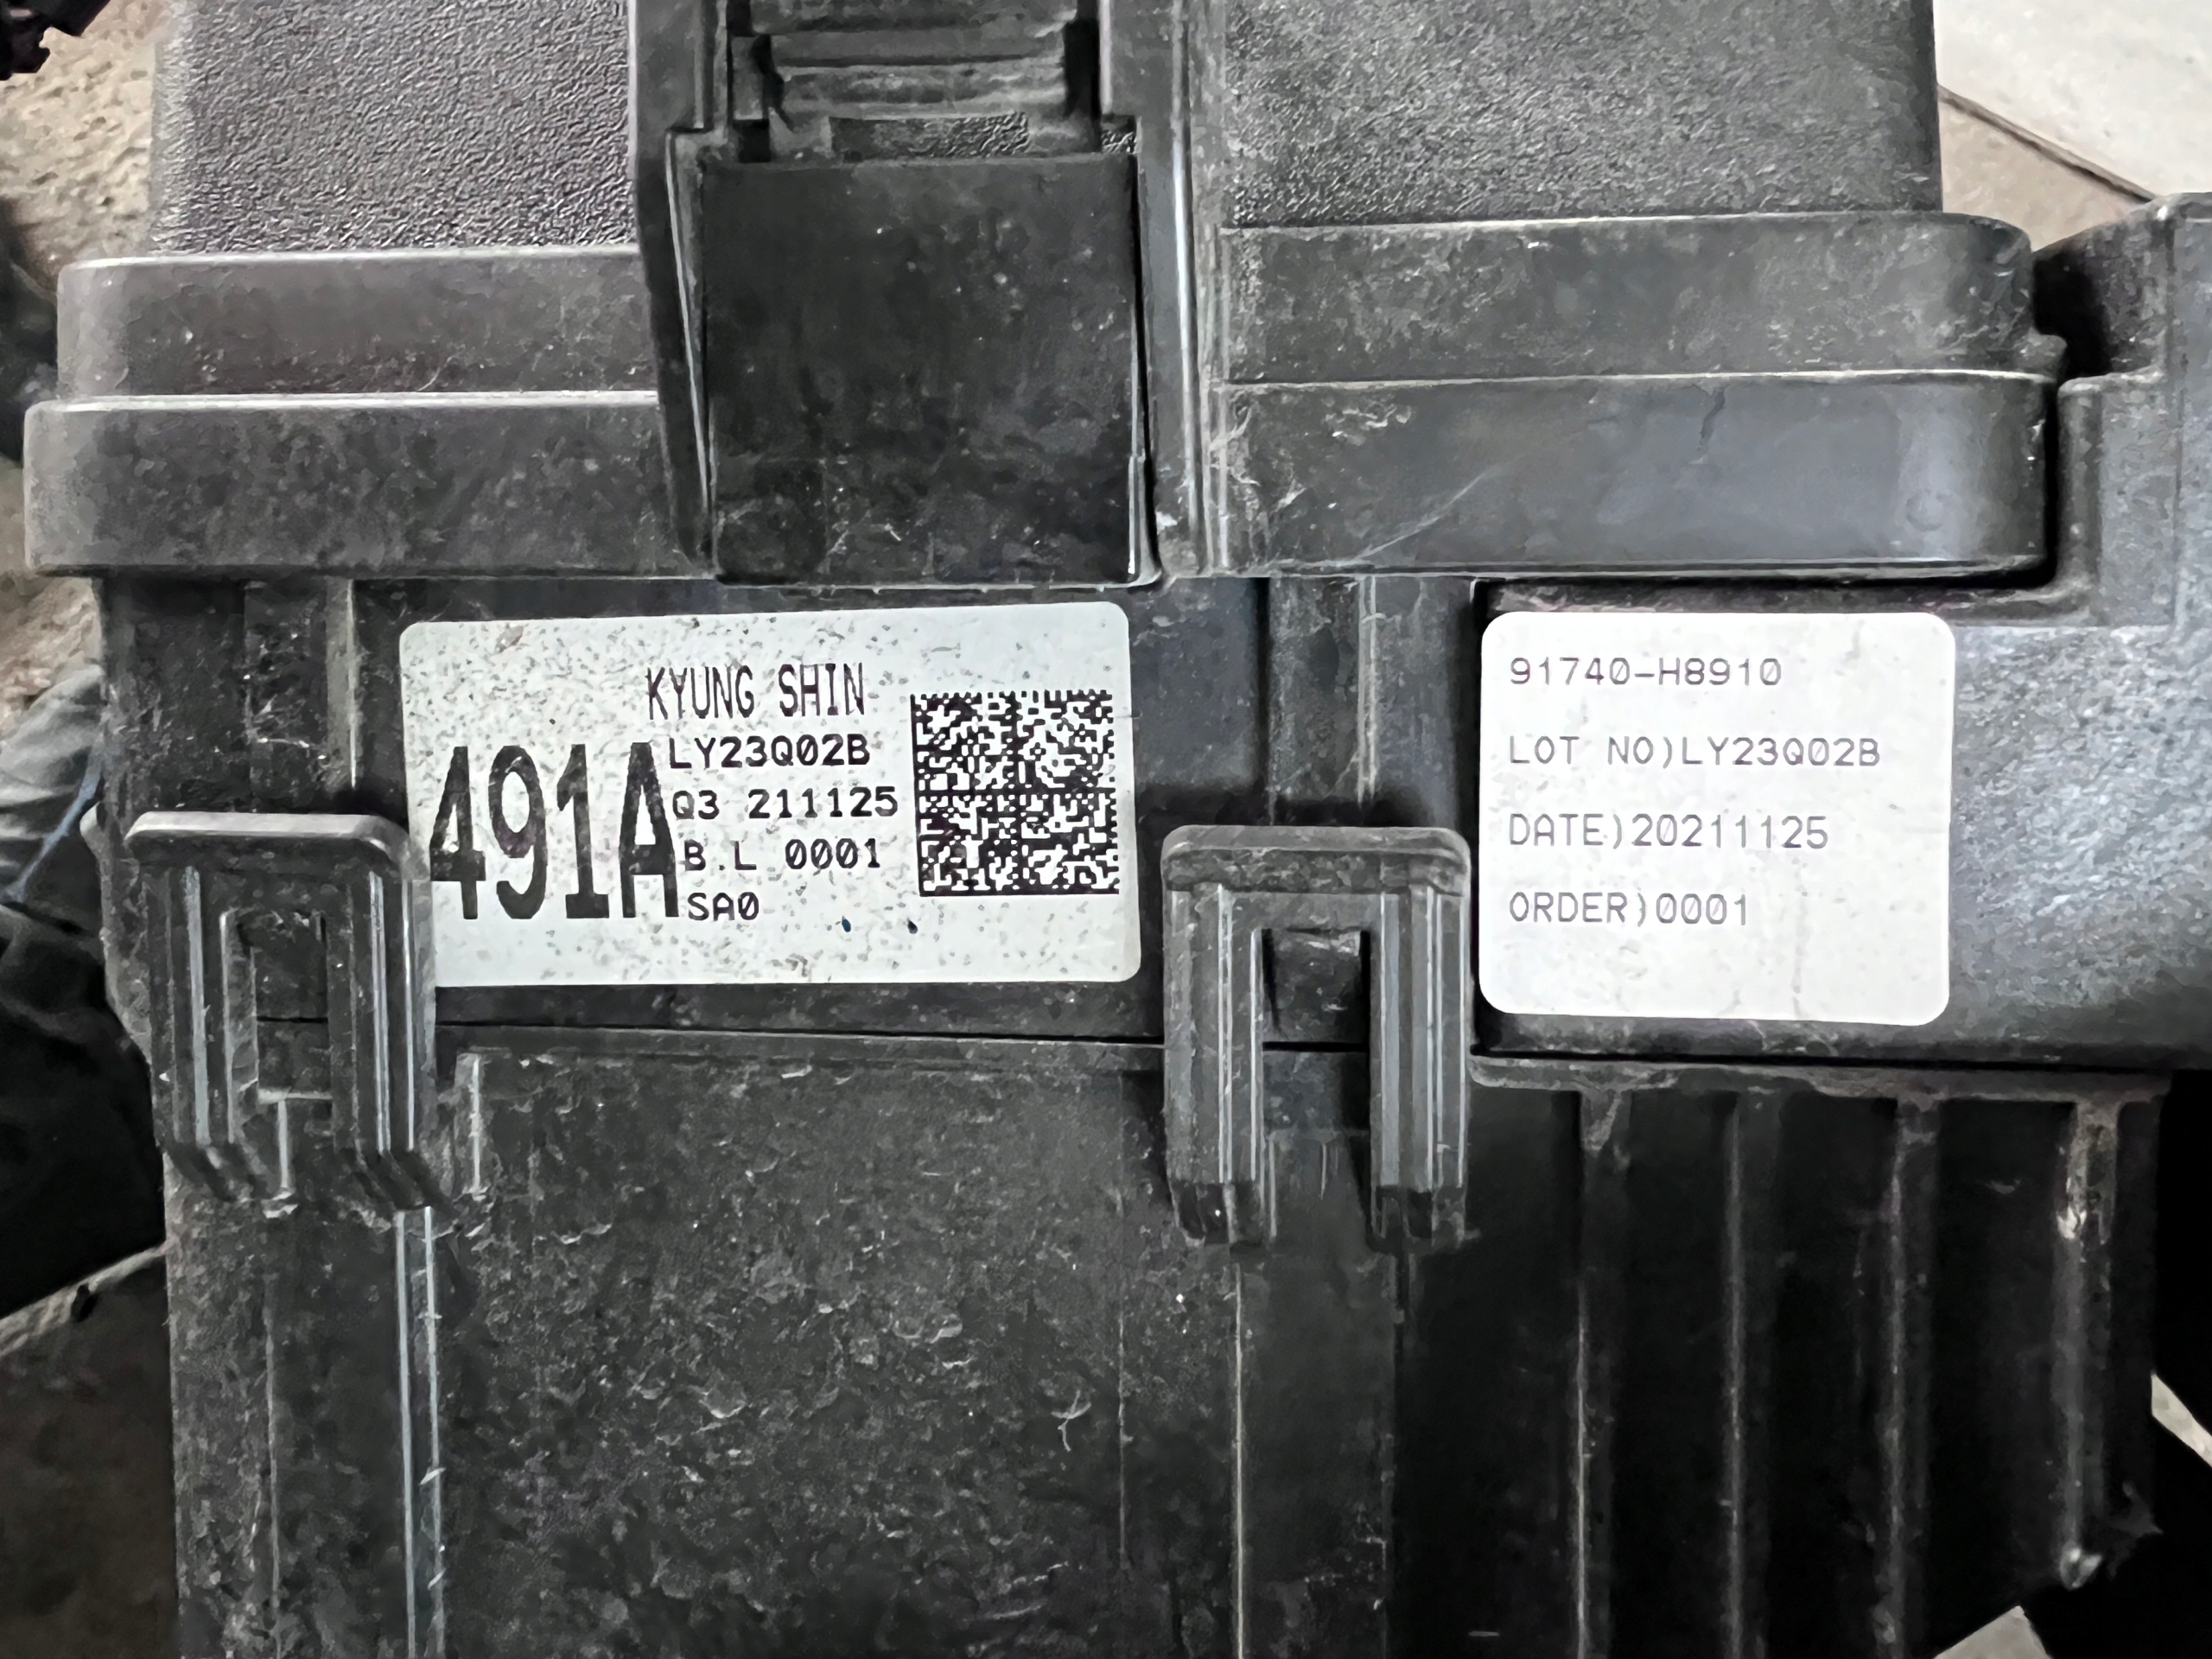 KYUNG SHIN
491A
LY23Q02B
Q3 211125
B.L 0001
SA0
91740-H8910
LOT NO)LY23Q02B
DATE)20211125
ORDER)0001